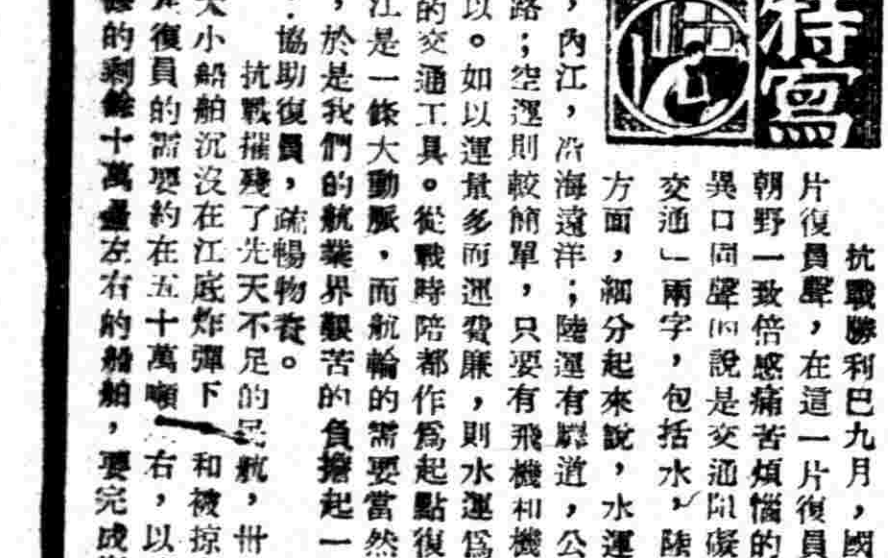 特寫
抗戰勝利已九月，國
片復員聲，在這一片復員
朝野一致倍感痛苦煩惱的
異口同聲的說是交通阻礙
交通」兩字，包括水，陸
方面，細分起來說，水運
，內江，沿海遠洋；陸運有鐵道，公
路；空運則較簡單，只要有飛機和機
以。如以運量多而運費廉，則水運爲
的交通工具。從戰時陪都作爲起點復
江是一條大動脈，而航輪的需要當然
，於是我們的航業界艱苦的負擔起一
協助復員，疏暢物資。
抗戰摧殘了先天不足的民航，卅
大小船舶沉沒在江底炸彈下 和被掠
復員的需要約在五十萬噸 右，以
的剩餘十萬噸左右的船舶，要完成